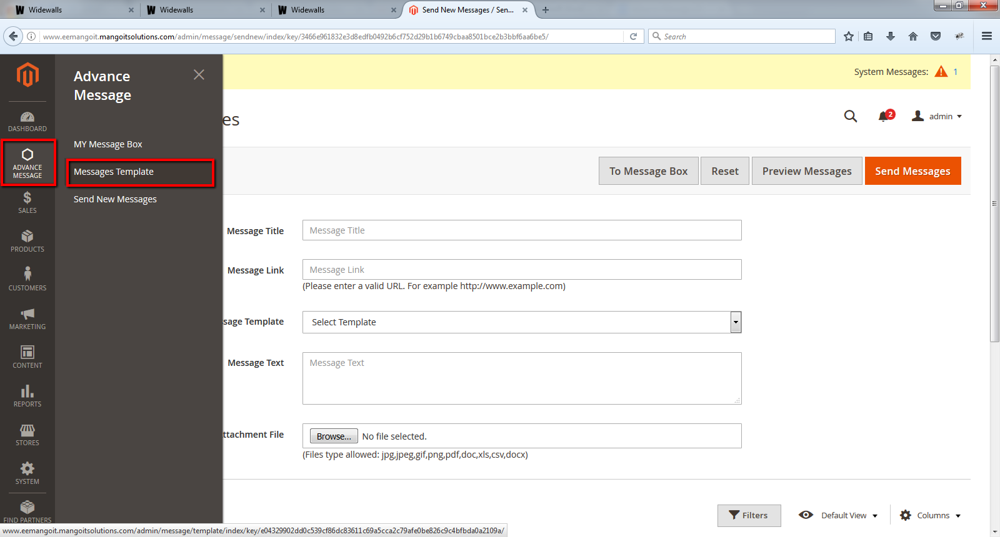 Widewalls
Widewalls
Widewalls
Send New Messages / Sen...
www.eemangoit.mangoitsolutions.com/admin/message/sendnew/index/key/3466e961832e3d8edfb0492b6cf752d29b1b6749cbaa8501bce2b3bbf6aa6be5/
Search
System Messages: 1
Advance
Message
es
2
admin
DASHBOARD
ADVANCE
MESSAGE
SALES
PRODUCTS
CUSTOMERS
MARKETING
CONTENT
REPORTS
STORES
SYSTEM
FIND PARTNERS
MY Message Box
Messages Template
Send New Messages
To Message Box
Reset
Preview Messages
Send Messages
Message Title
Message Title
Message Link
Message Link
(Please enter a valid URL. For example http://www.example.com)
ssage Template
Select Template
Message Text
Message Text
ttachment File
Browse... No file selected.
(Files type allowed: jpg,jpeg,gif,png,pdf,doc,xls,csv,docx)
Filters
Default View
Columns
www.eemangoit.mangoitsolutions.com/admin/message/template/index/key/e04329902dd0c539cf86dc83611c69a5cca2c79afe0be826c9c4bfbda0a2109a/